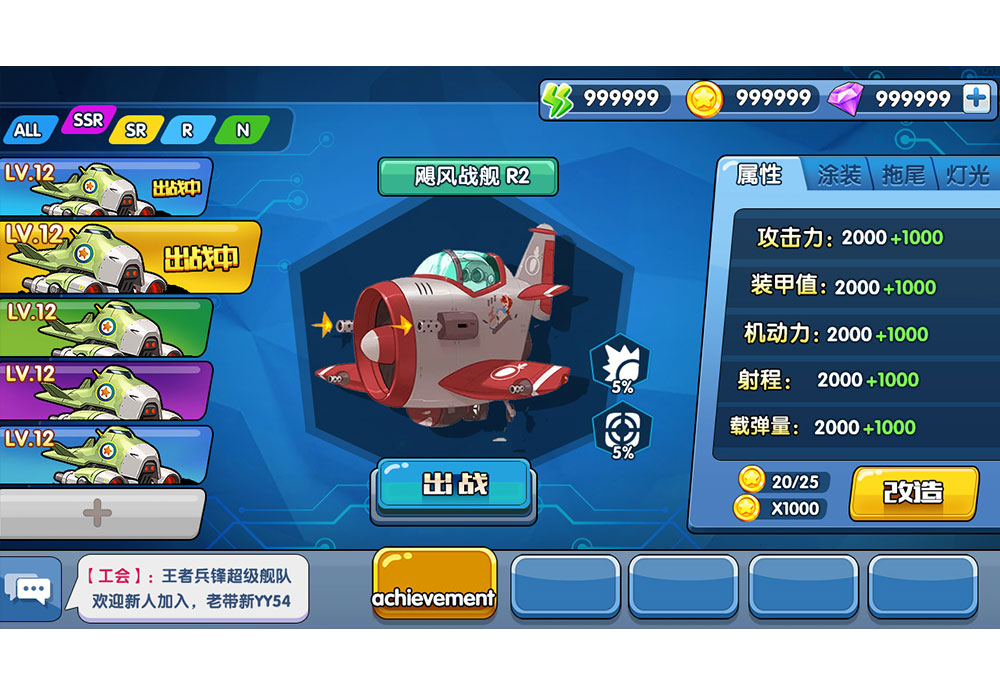 999999
999999
999999
ALL
SSR
SR
R
N
LV.12
出战中
LV.12
出战中
LV.12
LV.12
LV.12
飓风战舰 R2
5%
5%
出战
属性
涂装
拖尾
灯光
攻击力: 2000+1000
装甲值: 2000+1000
机动力: 2000+1000
射程: 2000+1000
载弹量: 2000+1000
20/25
X1000
改造
【工会】: 王者兵锋超级舰队
欢迎新人加入，老带新YY54
achievement